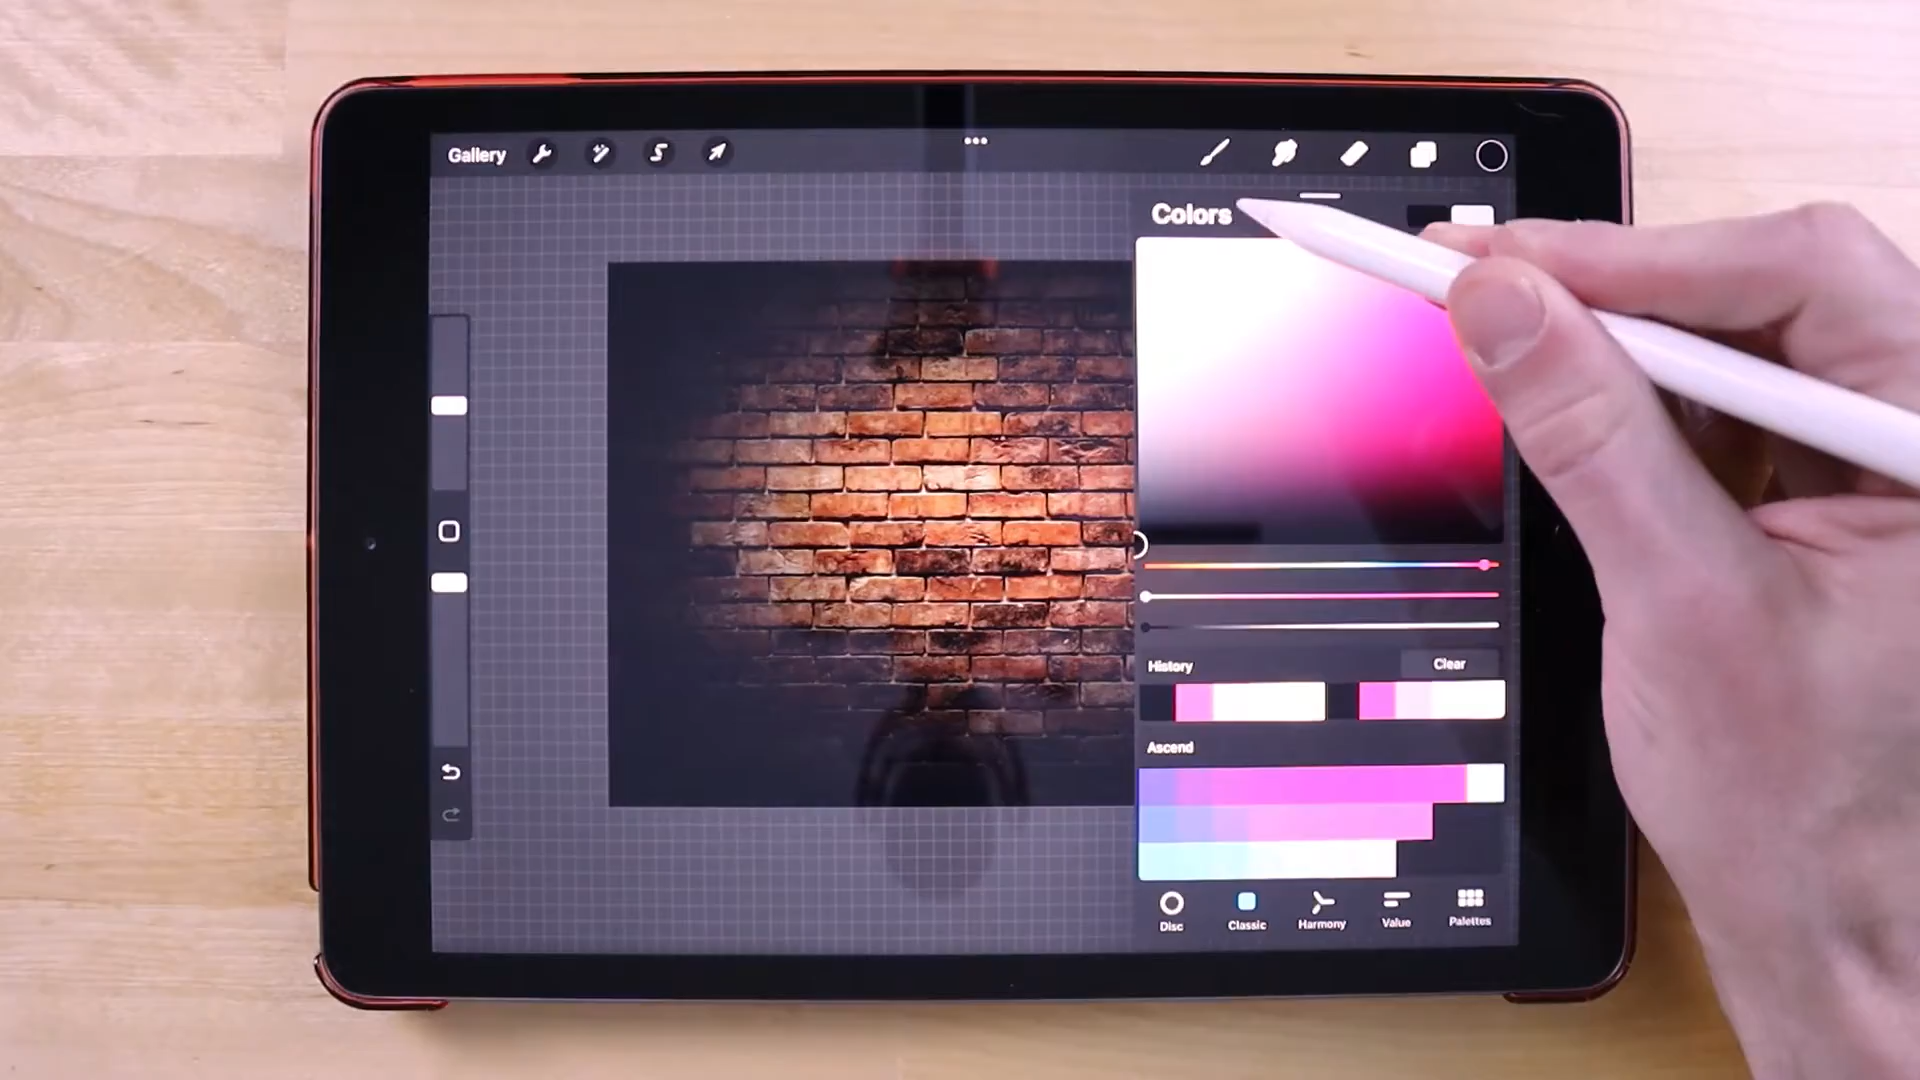 Gallery
Colors
History
Clear
Ascend
Disc
Classic
Harmony
Value
Palettes